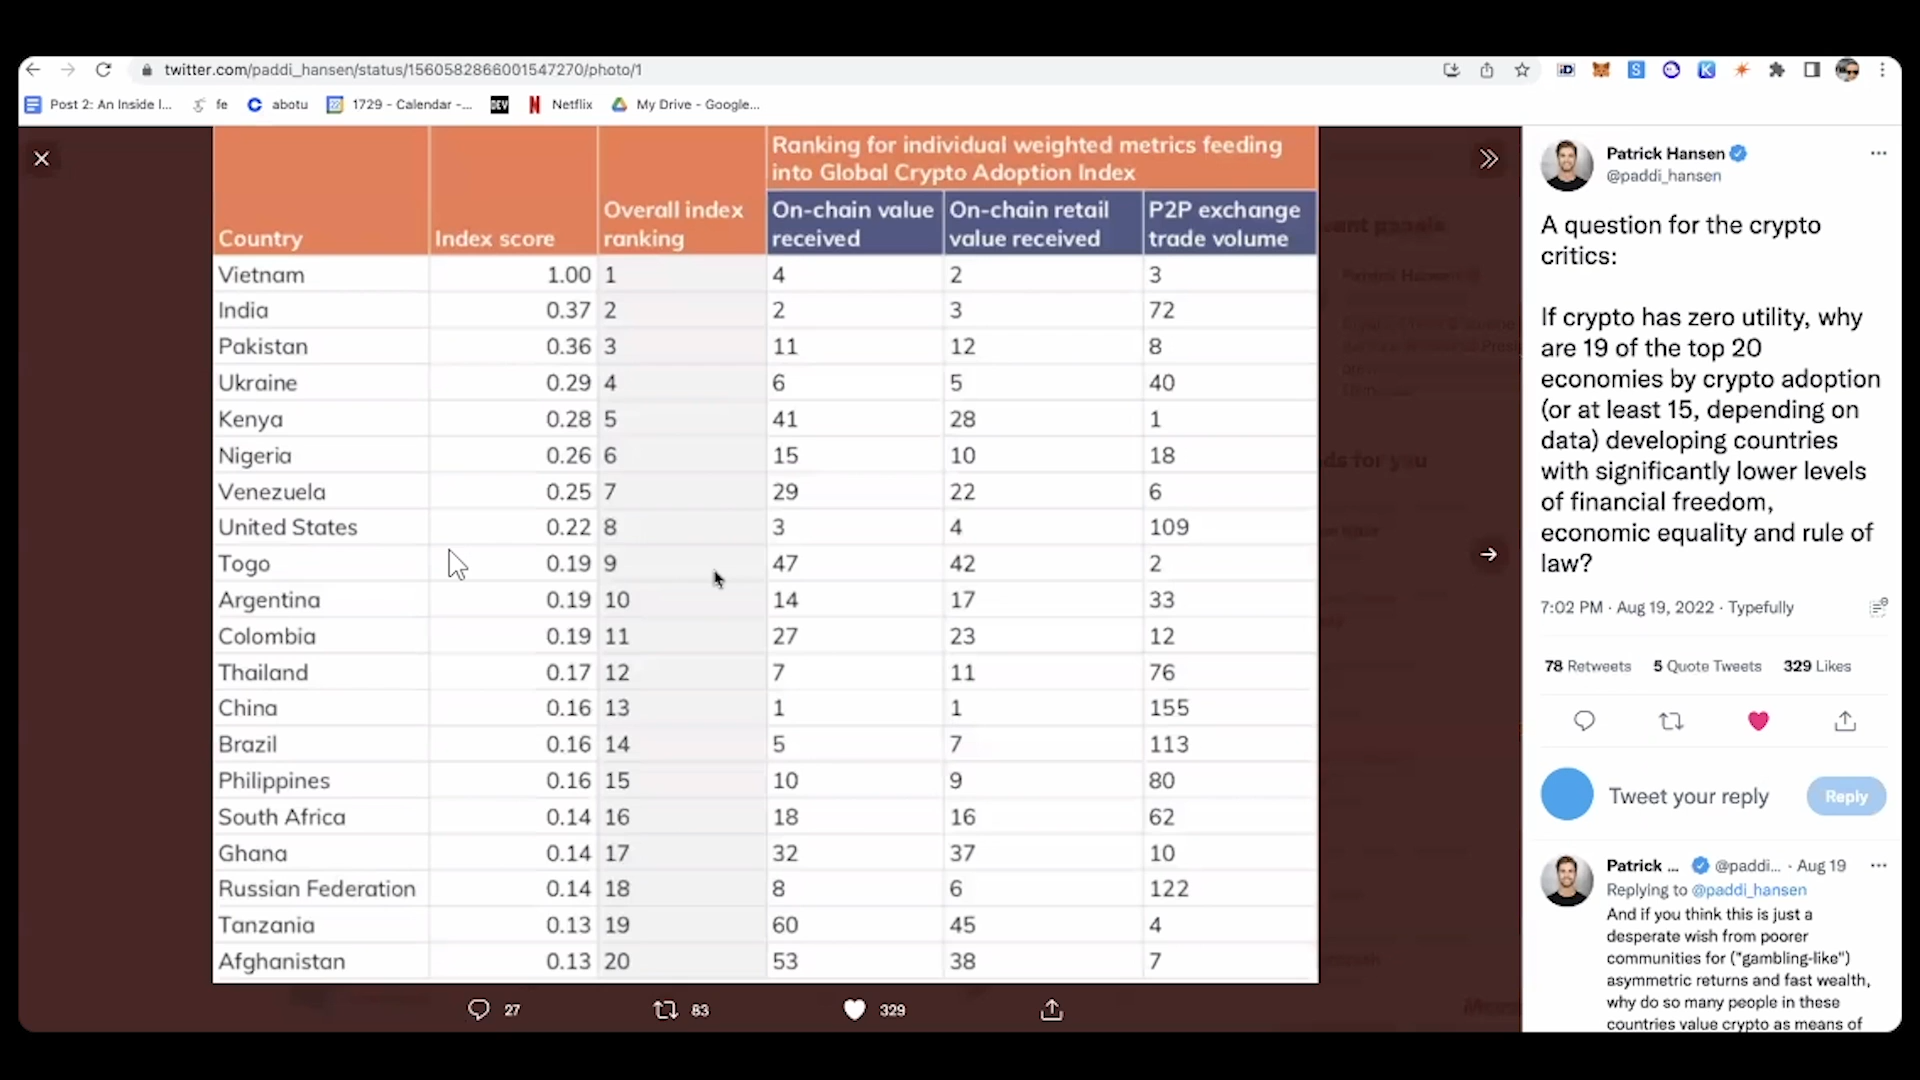 twitter.com/paddi_hansen/status/1560582866001547270/photo/1
Post 2: An Inside I... fe abotu 1729 - Calendar -... DEV Netflix My Drive - Google...
Ranking for individual weighted metrics feeding
into Global Crypto Adoption Index
Country Index score Overall index ranking On-chain value received On-chain retail value received P2P exchange trade volume
Vietnam 1.00 1 4 2 3
India 0.37 2 2 3 72
Pakistan 0.36 3 11 12 8
Ukraine 0.29 4 6 5 40
Kenya 0.28 5 41 28 1
Nigeria 0.26 6 15 10 18
Venezuela 0.25 7 29 22 6
United States 0.22 8 3 4 109
Togo 0.19 9 47 42 2
Argentina 0.19 10 14 17 33
Colombia 0.19 11 27 23 12
Thailand 0.17 12 7 11 76
China 0.16 13 1 1 155
Brazil 0.16 14 5 7 113
Philippines 0.16 15 10 9 80
South Africa 0.14 16 18 16 62
Ghana 0.14 17 32 37 10
Russian Federation 0.14 18 8 6 122
Tanzania 0.13 19 60 45 4
Afghanistan 0.13 20 53 38 7
27 83 329
Patrick Hansen
@paddi_hansen
A question for the crypto
critics:
If crypto has zero utility, why
are 19 of the top 20
economies by crypto adoption
(or at least 15, depending on
data) developing countries
with significantly lower levels
of financial freedom,
economic equality and rule of
law?
7:02 PM · Aug 19, 2022 · Typefully
78 Retweets 5 Quote Tweets 329 Likes
Tweet your reply Reply
Patrick ... @paddi... · Aug 19
Replying to @paddi_hansen
And if you think this is just a
desperate wish from poorer
communities for ("gambling-like")
asymmetric returns and fast wealth,
why do so many people in these
countries value crypto as means of